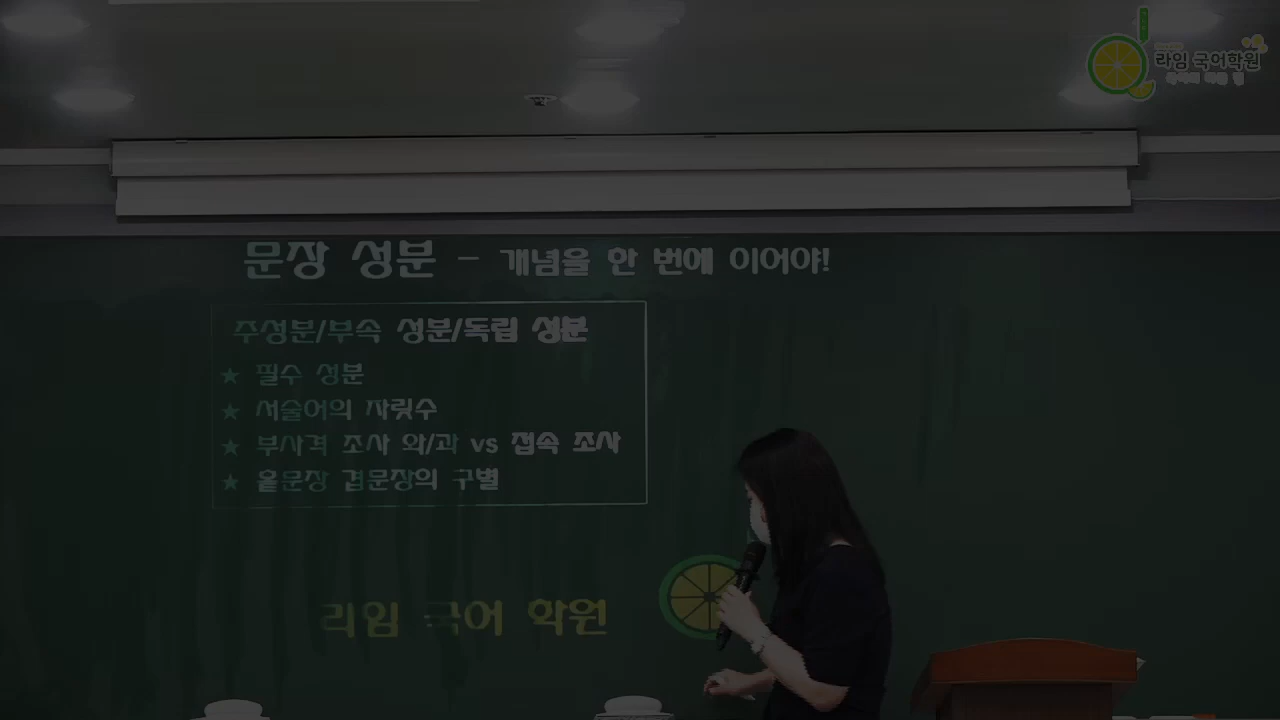 라임 국어학원
문장 성분 - 개념을 한 번에 이어야!
주성분/부속 성분/독립 성분
★ 필수 성분
★ 서술어의 자릿수
★ 부사격 조사 와/과 vs 접속 조사
★ 홑문장 겹문장의 구별
라임 국어 학원